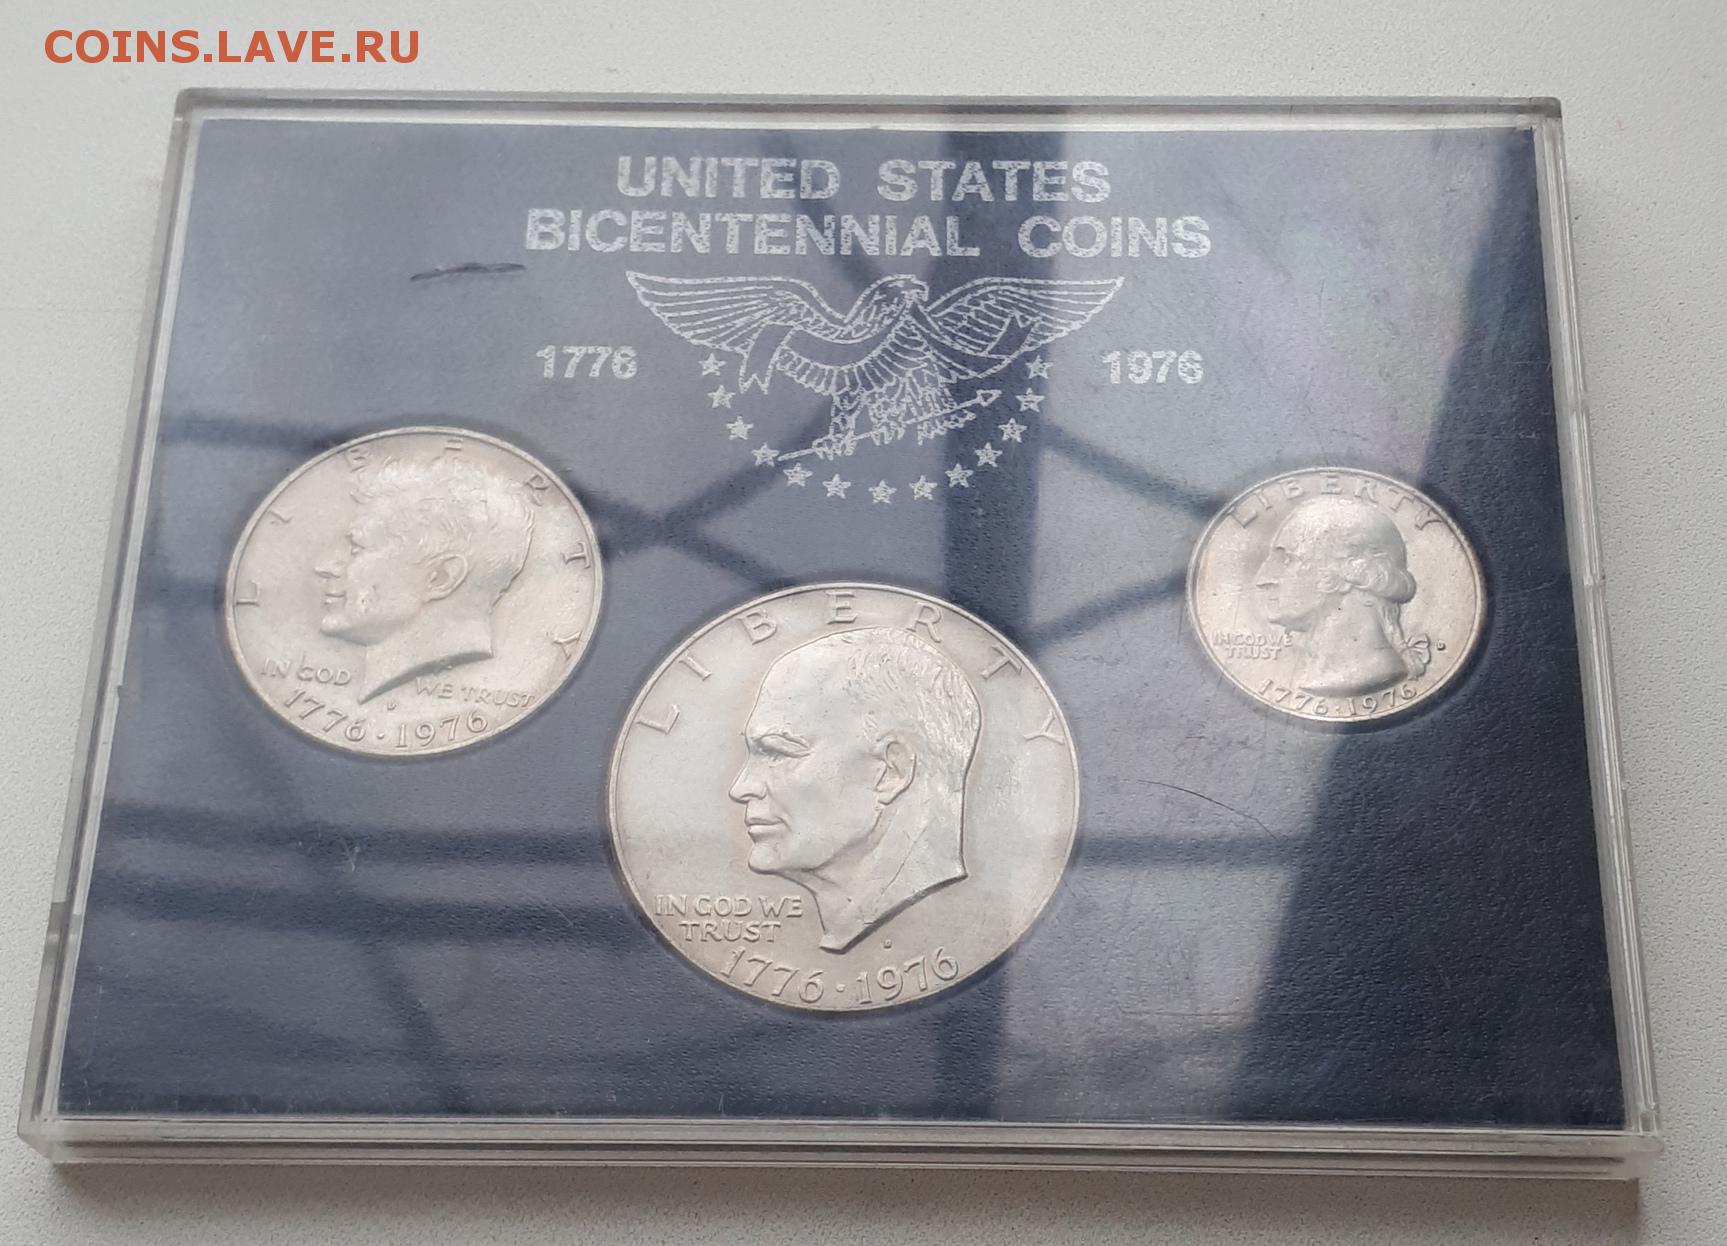 COINS.LAVE.RU
UNITED STATES
BICENTENNIAL COINS
1776 1976
LIBERTY
IN GOD WE TRUST
D
1776·1976
LIBERTY
IN GOD WE
TRUST
D
1776·1976
LIBERTY
IN GOD WE
TRUST
D
1776·1976